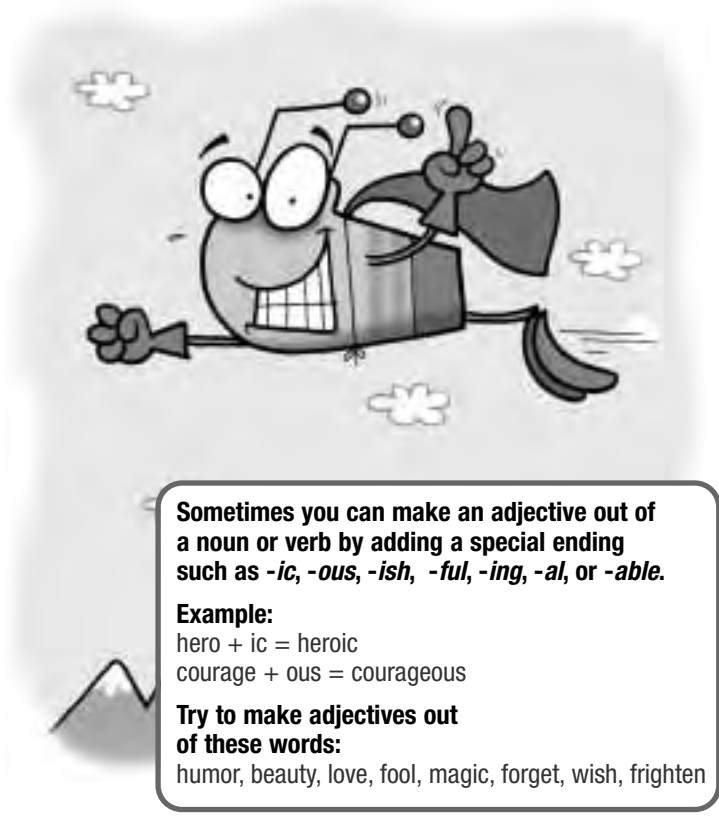 Sometimes you can make an adjective out of
a noun or verb by adding a special ending
such as -ic, -ous, -ish, -ful, -ing, -al, or -able.
Example:
hero + ic = heroic
courage + ous = courageous
Try to make adjectives out
of these words:
humor, beauty, love, fool, magic, forget, wish, frighten